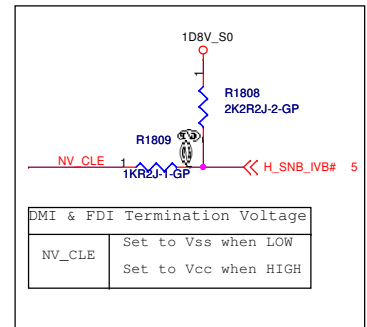 1D8V_S0
1
R1808
2K2R2J-2-GP
R1809
NV_CLE
1
1KR2J-1-GP
H_SNB_IVB# 5
DMI & FDI Termination Voltage
NV_CLE
Set to Vss when LOW
Set to Vcc when HIGH